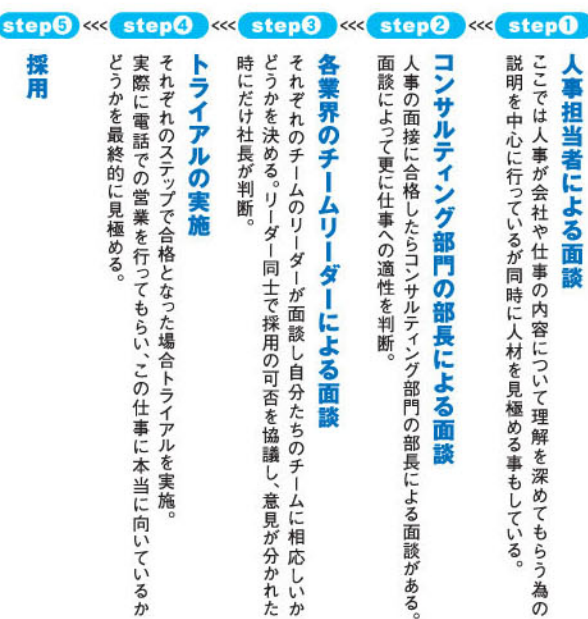 step❶
人事担当者による面談
ここでは人事が会社や仕事の内容について理解を深めてもらう為の
説明を中心に行っているが同時に人材を見極める事もしている。
<<<
step❷
コンサルティング部門の部長による面談
人事の面接に合格したらコンサルティング部門の部長による面談がある。
面談によって更に仕事への適性を判断。
<<<
step❸
各業界のチームリーダーによる面談
それぞれのチームのリーダーが面談し自分たちのチームに相応しいか
どうかを決める。リーダー同士で採用の可否を協議し、意見が分かれた
時にだけ社長が判断。
<<<
step❹
トライアルの実施
それぞれのステップで合格となった場合トライアルを実施。
実際に電話での営業を行ってもらい、この仕事に本当に向いているか
どうかを最終的に見極める。
<<<
step❺
採用